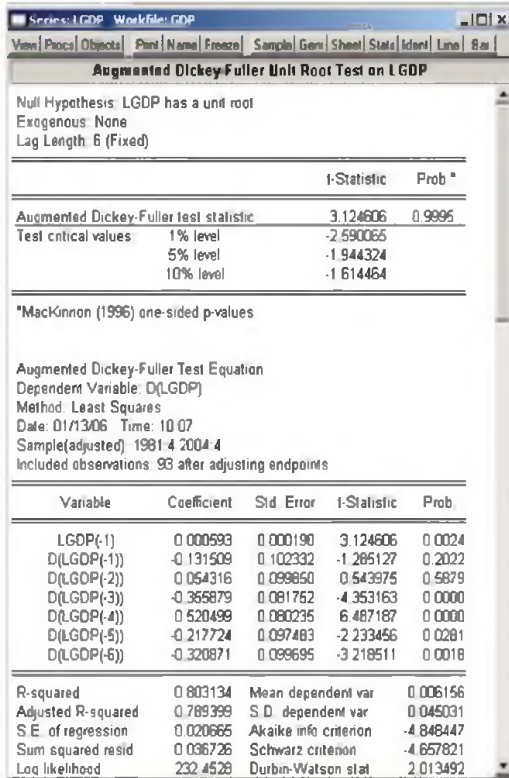 Series: LGDP Workfile: GDP
View Procs Objects Print Name Freeze Sample Genr Sheet Stats Ident Line Bar
Augmented Dickey-Fuller Unit Root Test on LGDP
Null Hypothesis: LGDP has a unit root
Exogenous: None
Lag Length: 6 (Fixed)
t-Statistic Prob.*
Augmented Dickey-Fuller test statistic 3.124606 0.9995
Test critical values: 1% level -2.590065
5% level -1.944324
10% level -1.614464
*MacKinnon (1996) one-sided p-values.
Augmented Dickey-Fuller Test Equation
Dependent Variable: D(LGDP)
Method: Least Squares
Date: 01/13/06 Time: 10:07
Sample(adjusted): 1981:4 2004:4
Included observations: 93 after adjusting endpoints
Variable Coefficient Std. Error t-Statistic Prob.
LGDP(-1) 0.000593 0.000190 3.124606 0.0024
D(LGDP(-1)) -0.131509 0.102332 -1.285127 0.2022
D(LGDP(-2)) 0.054316 0.099850 0.543975 0.5879
D(LGDP(-3)) -0.355879 0.081752 -4.353163 0.0000
D(LGDP(-4)) 0.520499 0.080235 6.487187 0.0000
D(LGDP(-5)) -0.217724 0.097483 -2.233456 0.0281
D(LGDP(-6)) -0.320871 0.099695 -3.218511 0.0018
R-squared 0.803134 Mean dependent var 0.006156
Adjusted R-squared 0.789399 S.D. dependent var 0.045031
S.E. of regression 0.020665 Akaike info criterion -4.848447
Sum squared resid 0.036726 Schwarz criterion -4.657821
Log likelihood 232.4528 Durbin-Watson stat 2.013492